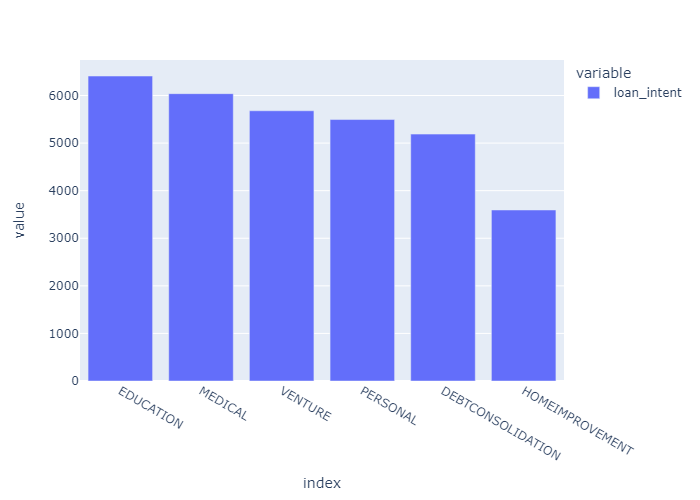 variable
loan_intent
6000
5000
4000
3000
2000
1000
0
value
EDUCATION
MEDICAL
VENTURE
PERSONAL
DEBTCONSOLIDATION
HOMEIMPROVEMENT
index